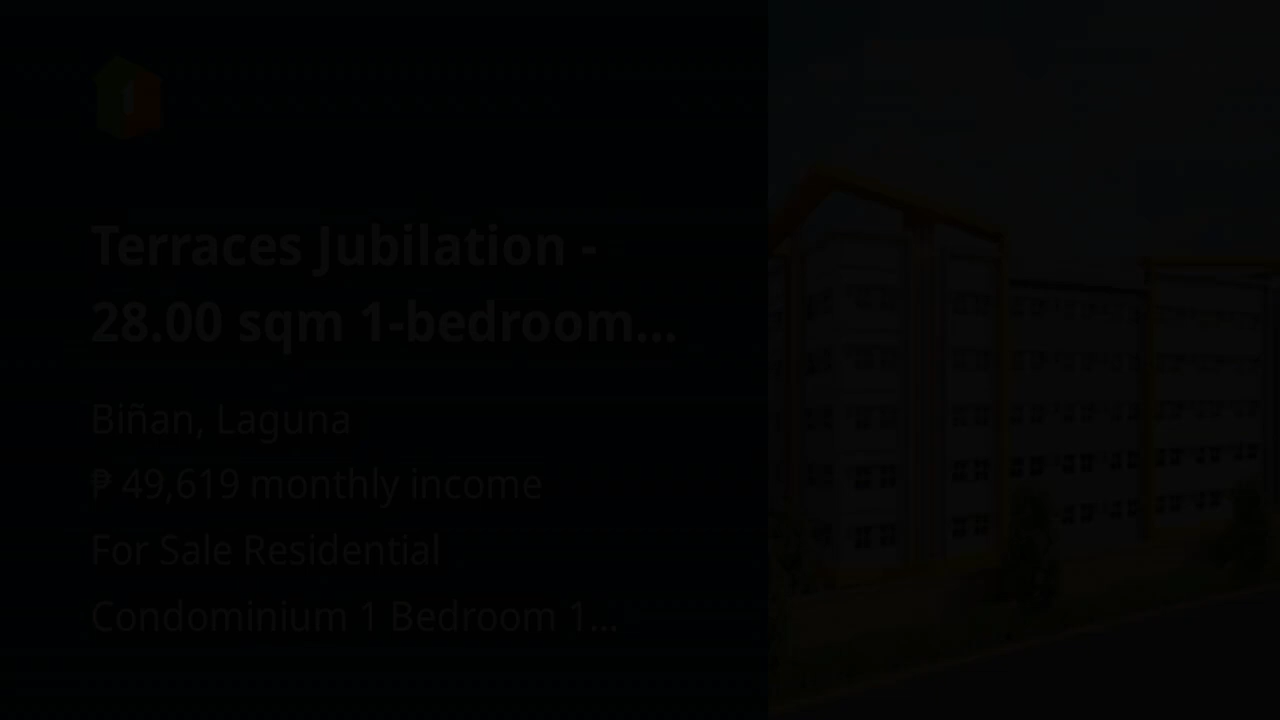 Terraces Jubilation -
28.00 sqm 1-bedroom...
Biñan, Laguna
₱ 49,619 monthly income
For Sale Residential
Condominium 1 Bedroom 1...